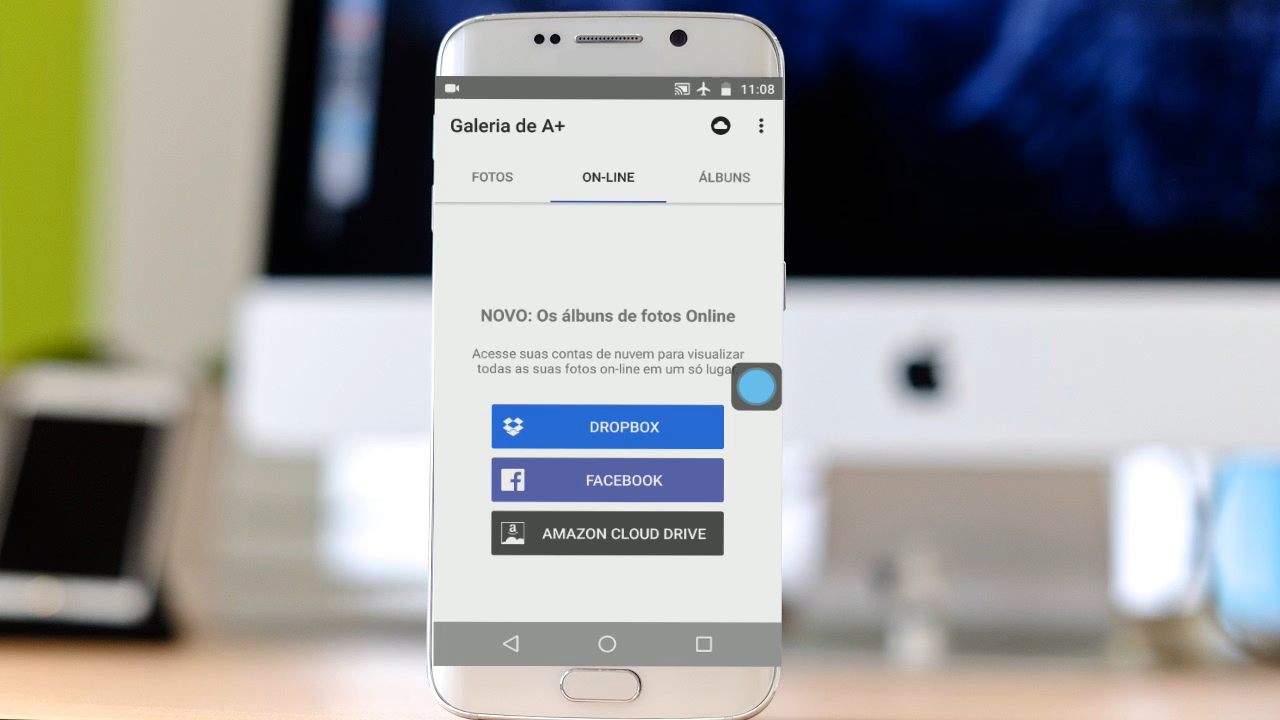 11:08
Galeria de A+
FOTOS
ON-LINE
ÁLBUNS
NOVO: Os álbuns de fotos Online
Acesse suas contas de nuvem para visualizar
todas as suas fotos on-line em um só lugar.
DROPBOX
FACEBOOK
a
AMAZON CLOUD DRIVE